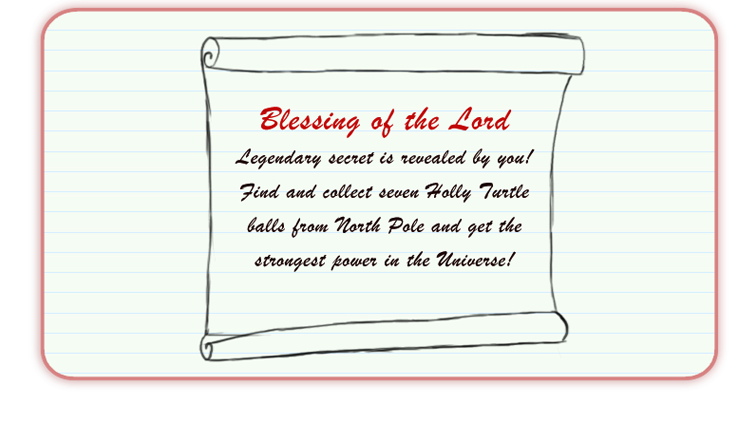 Blessing of the Lord
Legendary secret is revealed by you!
Find and collect seven Holly Turtle
balls from North Pole and get the
strongest power in the Universe!